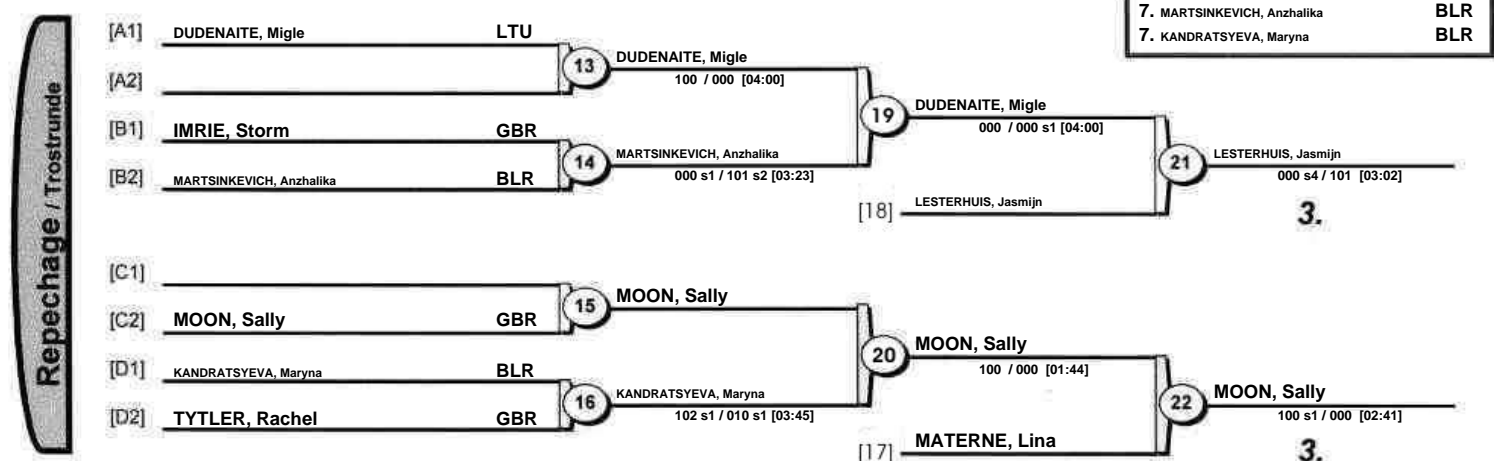 7. MARTSINKEVICH, Anzhalika BLR
7. KANDRATSYEVA, Maryna BLR
Repechage / Trostrunde
[A1] DUDENAITE, Migle LTU
13 DUDENAITE, Migle
100 / 000 [04:00]
[A2]
19 DUDENAITE, Migle
000 / 000 s1 [04:00]
[B1] IMRIE, Storm GBR
14 MARTSINKEVICH, Anzhalika
000 s1 / 101 s2 [03:23]
[B2] MARTSINKEVICH, Anzhalika BLR
21 LESTERHUIS, Jasmijn
000 s4 / 101 [03:02]
[18] LESTERHUIS, Jasmijn
3.
[C1]
15 MOON, Sally
[C2] MOON, Sally GBR
20 MOON, Sally
100 / 000 [01:44]
[D1] KANDRATSYEVA, Maryna BLR
16 KANDRATSYEVA, Maryna
102 s1 / 010 s1 [03:45]
[D2] TYTLER, Rachel GBR
22 MOON, Sally
100 s1 / 000 [02:41]
[17] MATERNE, Lina
3.